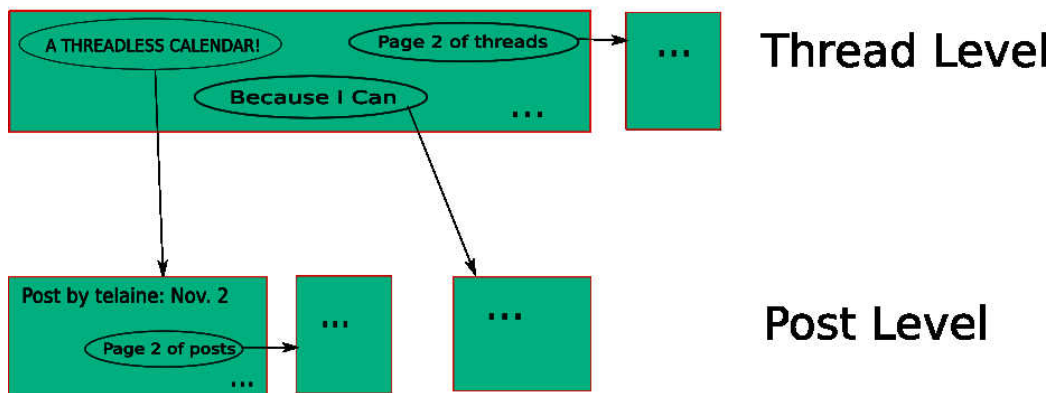 A THREADLESS CALENDAR!
Page 2 of threads
...
Thread Level
Because I Can
...
Post by telaine: Nov. 2
...
...
Post Level
Page 2 of posts
...